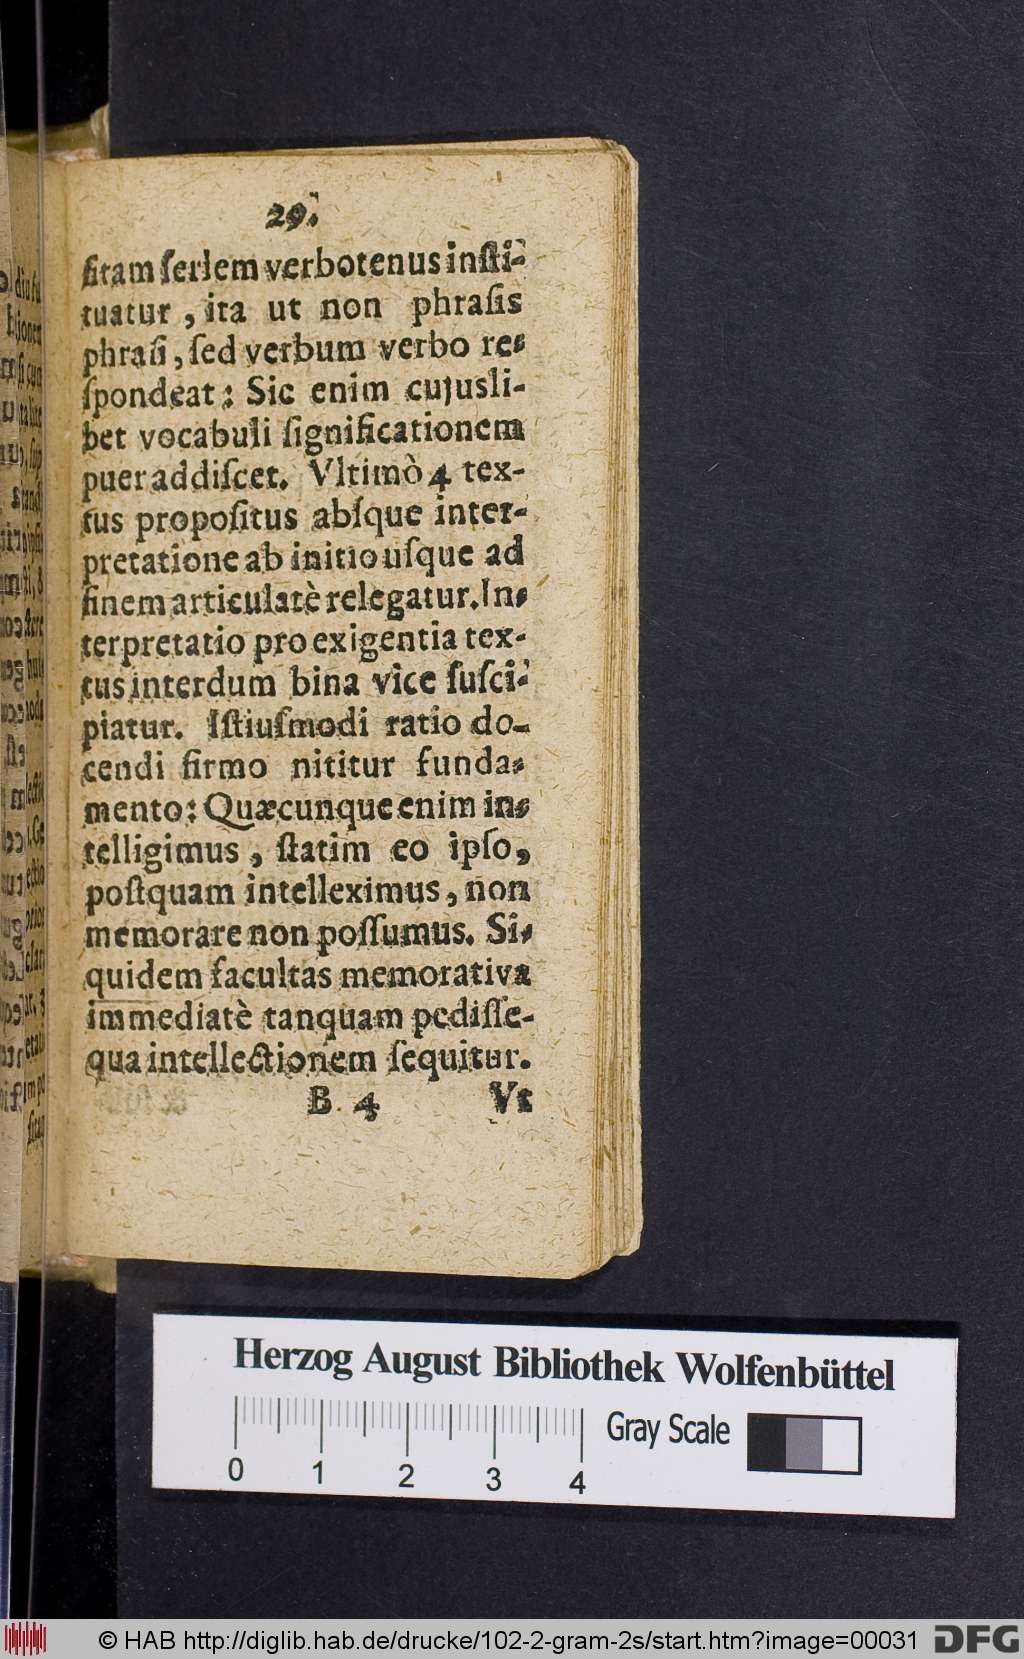 29.
ſitam ſeriem verbotenus inſti-
tuatur, ita ut non phraſis
phraſi, ſed verbum verbo re-
ſpondeat: Sic enim cujusli-
bet vocabuli ſignificationem
puer addiſcet. Vltimò 4 tex-
tus propoſitus abſque inter-
pretatione ab initio uſque ad
finem articulatè relegatur. In-
terpretatio pro exigentia tex-
tus interdum bina vice ſuſci-
piatur. Iſtiuſmodi ratio do-
cendi firmo nititur funda-
mento: Quæcunque enim in-
telligimus, ſtatim eo ipſo,
poſtquam intelleximus, non
memorare non poſſumus. Si-
quidem facultas memorativa
immediatè tanquam pediſſe-
qua intellectionem ſequitur.
B 4 Vt
Herzog August Bibliothek Wolfenbüttel
Gray Scale
0 1 2 3 4
© HAB http://diglib.hab.de/drucke/102-2-gram-2s/start.htm?image=00031 DFG